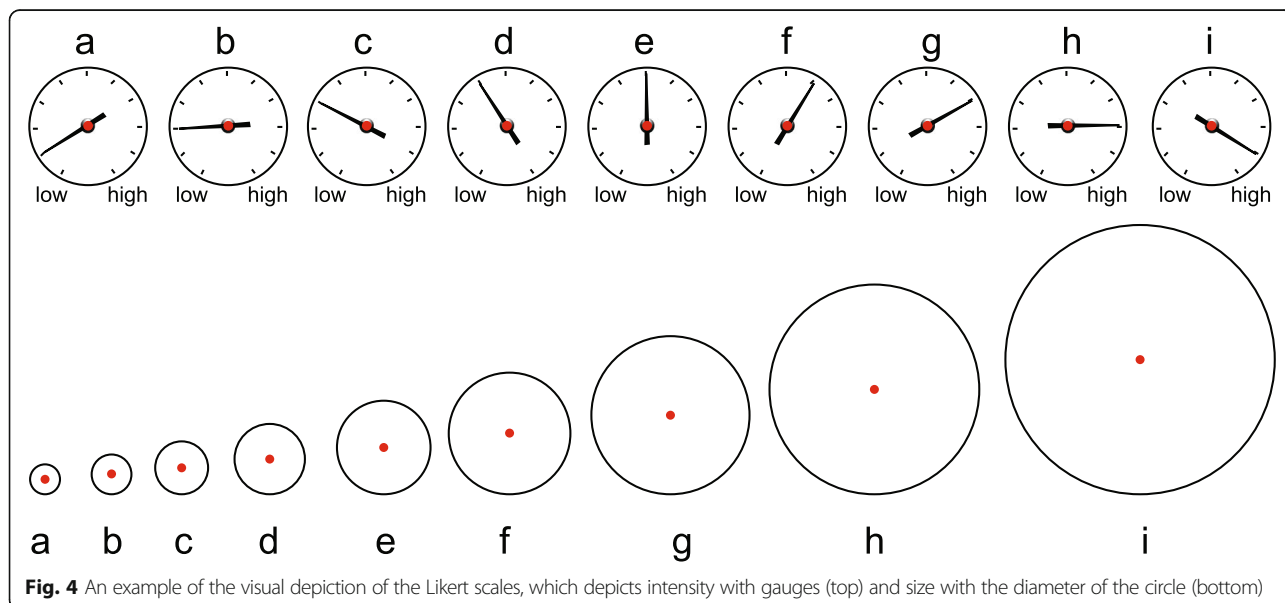 a b c d e f g h i
low high low high low high low high low high low high low high low high low high
a b c d e f g h i
Fig. 4 An example of the visual depiction of the Likert scales, which depicts intensity with gauges (top) and size with the diameter of the circle (bottom)